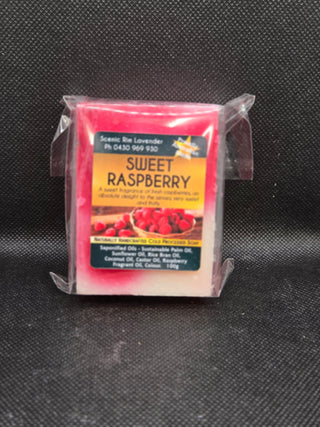 Scenic Rim Lavender
Ph 0430 969 930
SWEET
RASPBERRY
A sweet fragrance of fresh raspberries, an
absolute delight to the senses, very sweet
and fruity
NATURALLY HANDCRAFTED COLD PROCESSED SOAP
Saponified Oils - Sustainable Palm Oil,
Sunflower Oil, Rice Bran Oil,
Coconut Oil, Castor Oil, Raspberry
Fragrant Oil, Colour. 100g